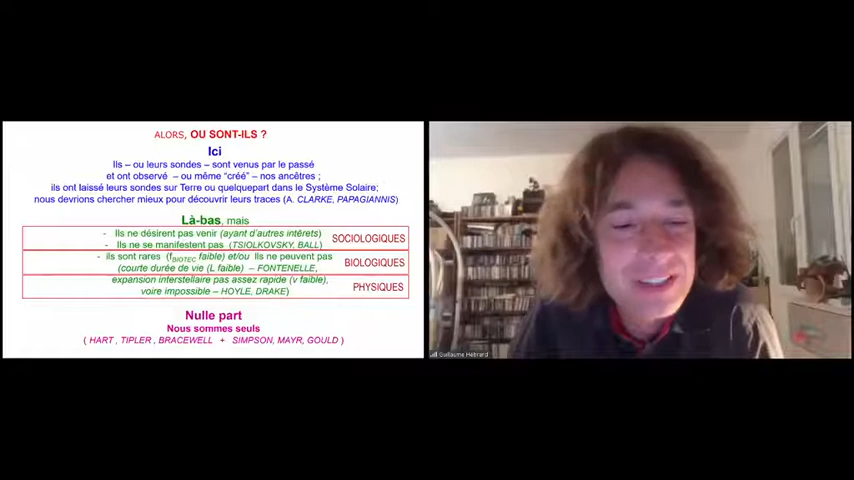 ALORS, OU SONT-ILS ?
Ici
Ils – ou leurs sondes – sont venus par le passé
et ont observé – ou même “créé” – nos ancêtres ;
ils ont laissé leurs sondes sur Terre ou quelquepart dans le Système Solaire;
nous devrions chercher mieux pour découvrir leurs traces (A. CLARKE, PAPAGIANNIS)
Là-bas, mais
- Ils ne désirent pas venir (ayant d’autres intêrets)
- Ils ne se manifestent pas (TSIOLKOVSKY, BALL)
SOCIOLOGIQUES
- ils sont rares (fBIOTEC faible) et/ou Ils ne peuvent pas
(courte durée de vie (L faible) – FONTENELLE,
BIOLOGIQUES
expansion interstellaire pas assez rapide (v faible),
voire impossible – HOYLE, DRAKE)
PHYSIQUES
Nulle part
Nous sommes seuls
( HART , TIPLER , BRACEWELL + SIMPSON, MAYR, GOULD )
Guillaume Hébrard